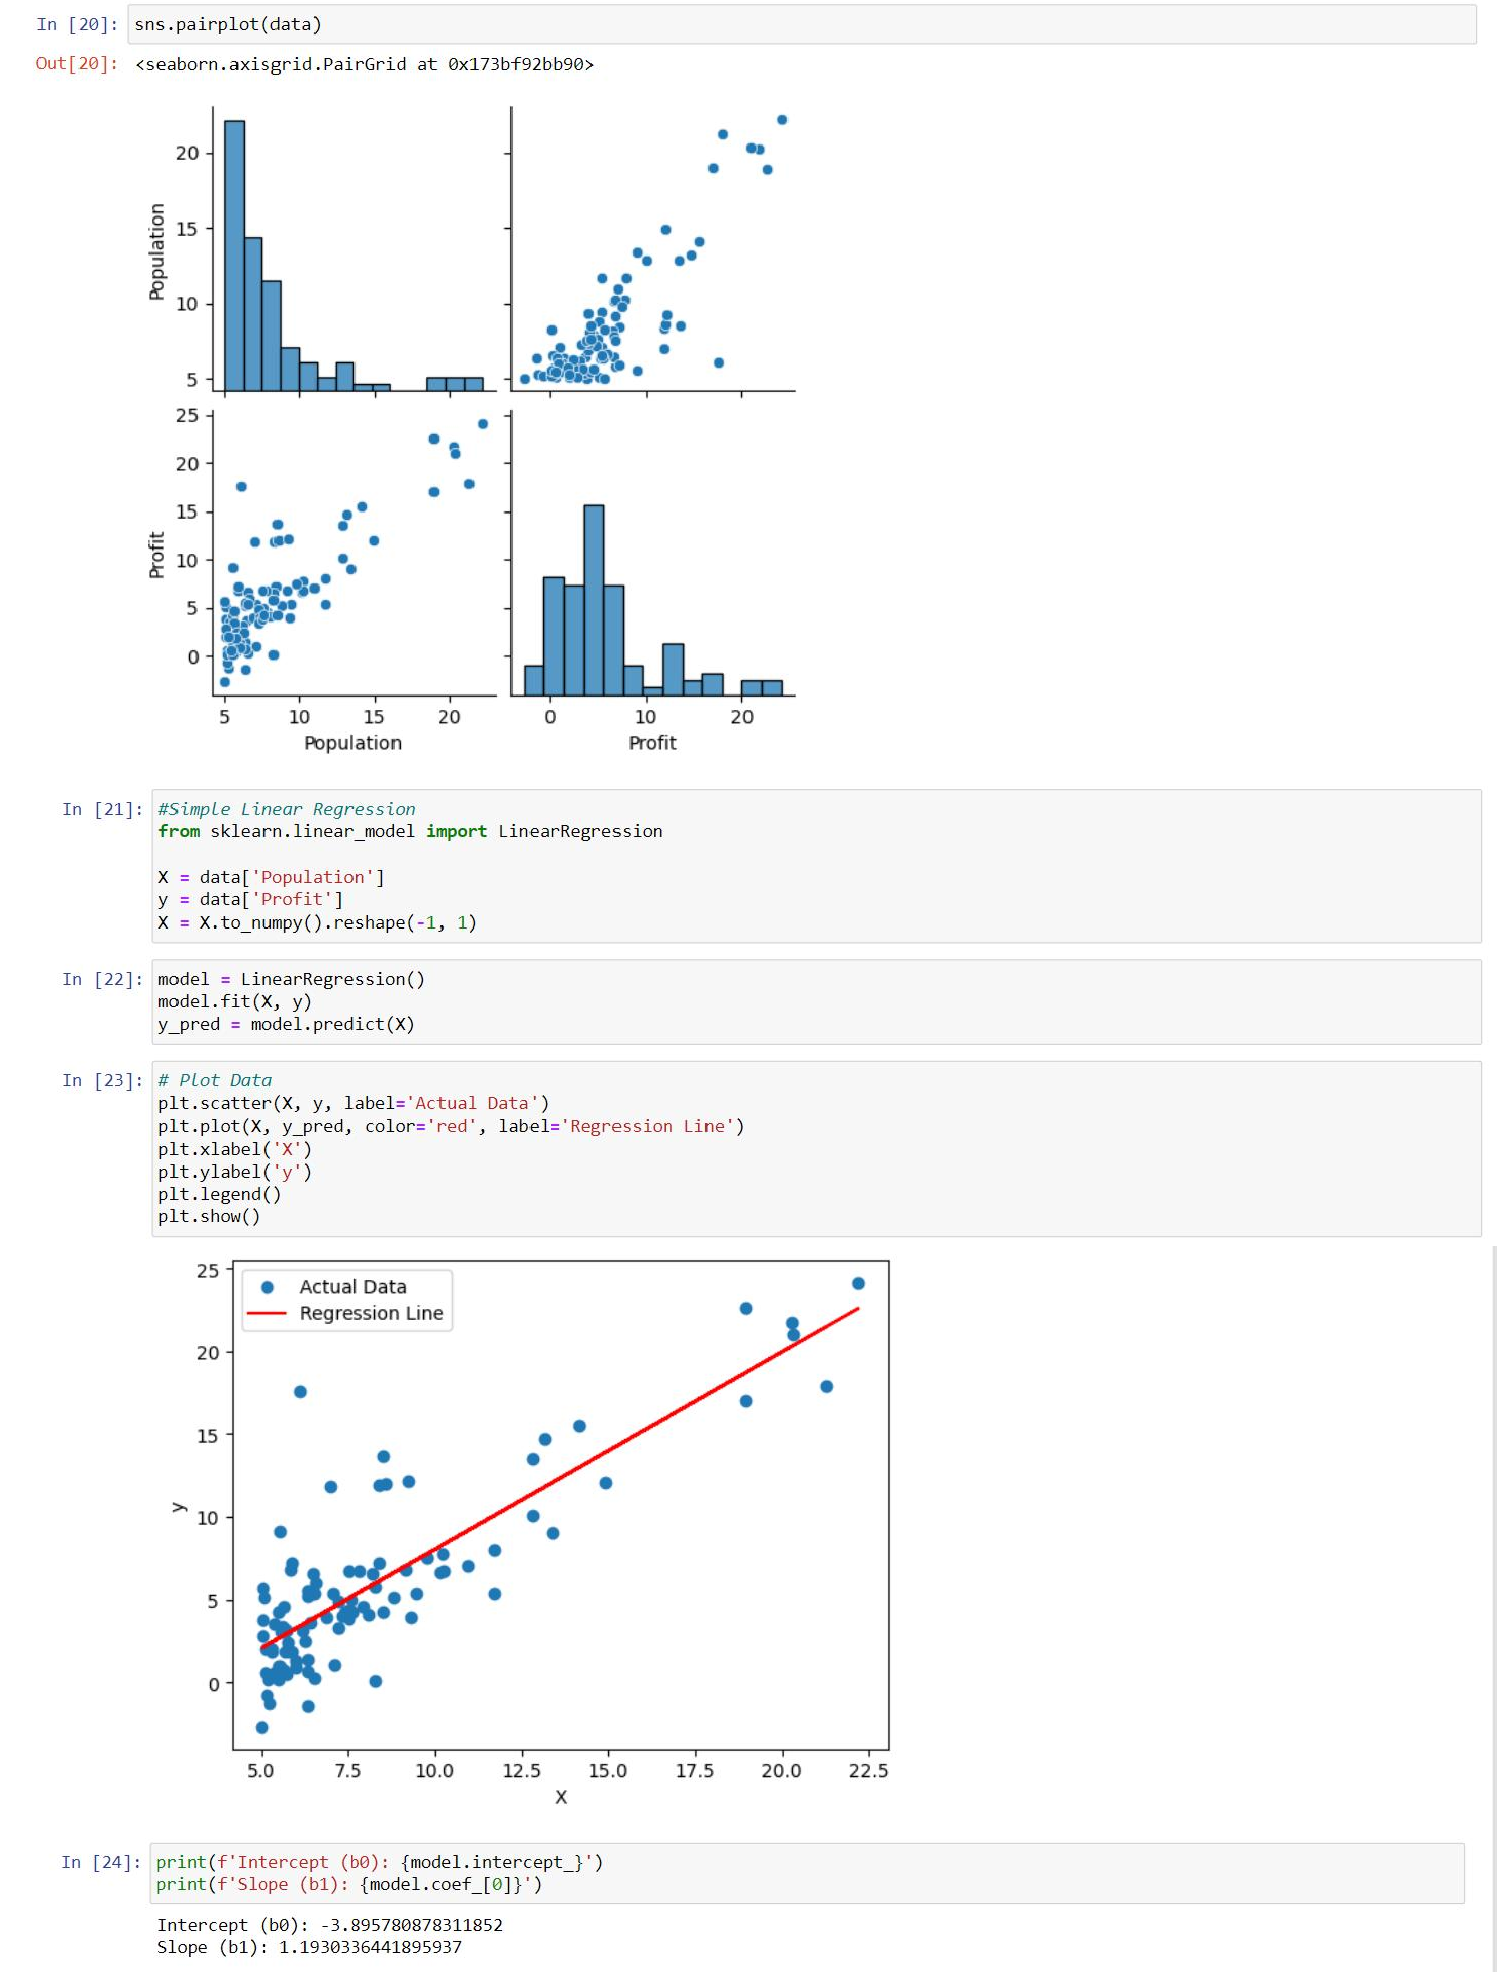 In [20]: sns.pairplot(data)
Out[20]: <seaborn.axisgrid.PairGrid at 0x173bf92bb90>
20
15
10
5
Population
25
20
15
10
5
0
Profit
5 10 15 20
Population
0 10 20
Profit
In [21]: #Simple Linear Regression
from sklearn.linear_model import LinearRegression
X = data['Population']
y = data['Profit']
X = X.to_numpy().reshape(-1, 1)
In [22]: model = LinearRegression()
model.fit(X, y)
y_pred = model.predict(X)
In [23]: # Plot Data
plt.scatter(X, y, label='Actual Data')
plt.plot(X, y_pred, color='red', label='Regression Line')
plt.xlabel('X')
plt.ylabel('y')
plt.legend()
plt.show()
Actual Data
Regression Line
25
20
15
10
5
0
y
5.0 7.5 10.0 12.5 15.0 17.5 20.0 22.5
X
In [24]: print(f'Intercept (b0): {model.intercept_}')
print(f'Slope (b1): {model.coef_[0]}')
Intercept (b0): -3.895780878311852
Slope (b1): 1.1930336441895937